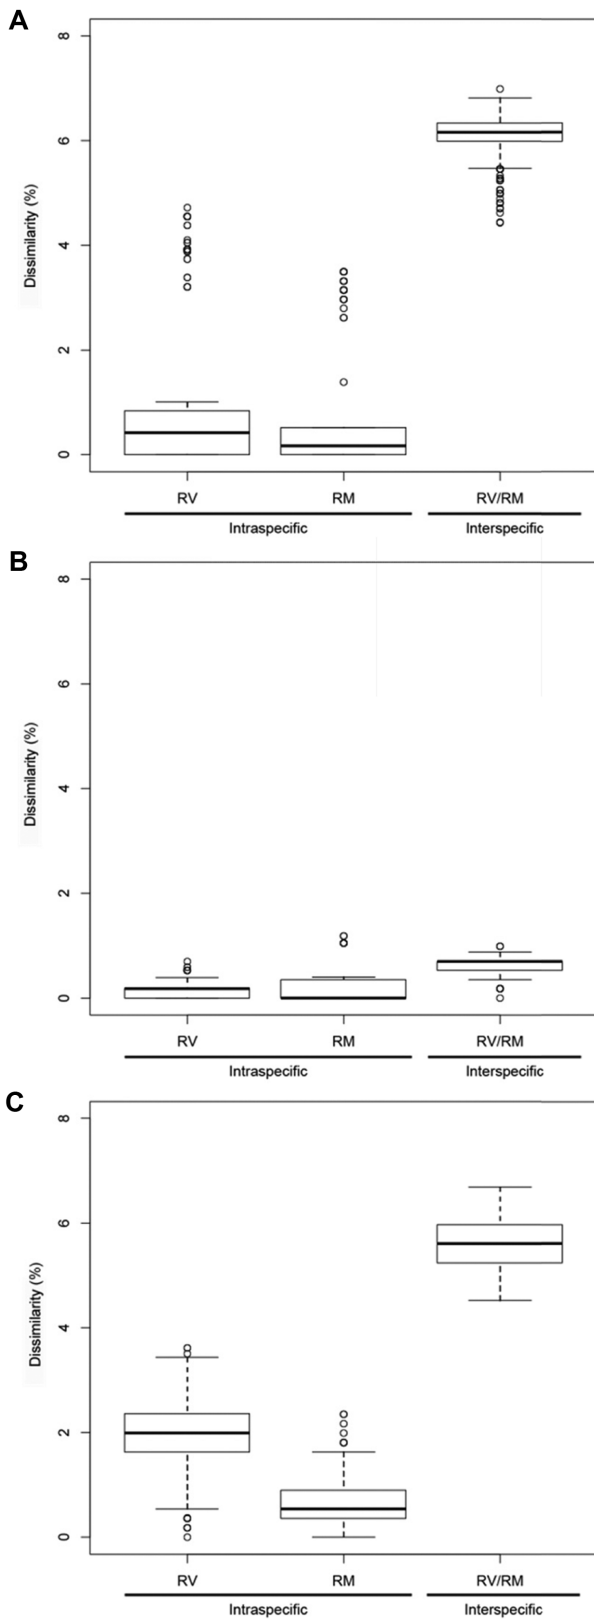 A
8
6
4
2
0
Dissimilarity (%)
RV RM RV/RM
Intraspecific Interspecific
B
8
6
4
2
0
Dissimilarity (%)
RV RM RV/RM
Intraspecific Interspecific
C
8
6
4
2
0
Dissimilarity (%)
RV RM RV/RM
Intraspecific Interspecific